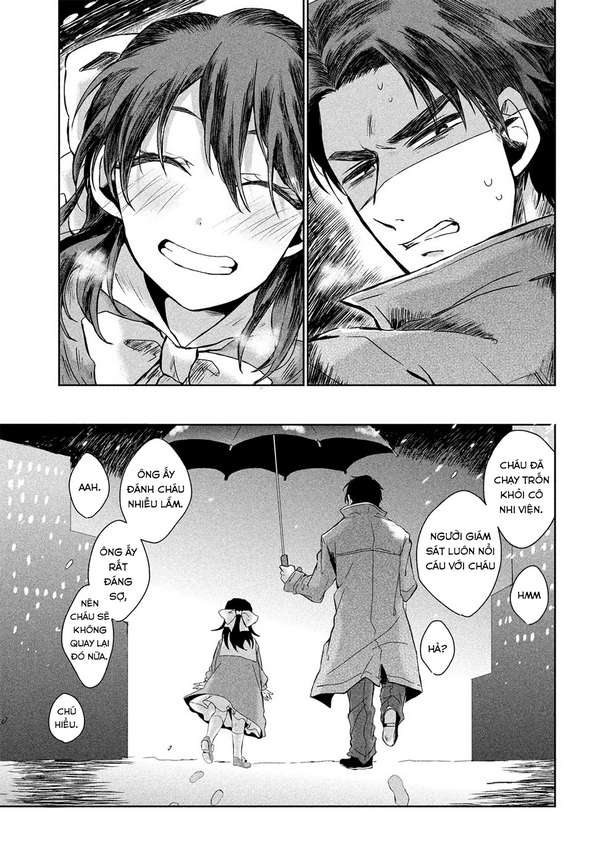 CHÁU ĐÃ
CHẠY TRỐN
KHỎI CÔ
NHI VIỆN.
HMM
NGƯỜI GIÁM
SÁT LUÔN NỔI
CÁU VỚI CHÁU
HẢ?
ÔNG ẤY
ĐÁNH CHÁU
NHIỀU LẮM.
AAH.
ÔNG ẤY
RẤT
ĐÁNG
SỢ,
NÊN
CHÁU SẼ
KHÔNG
QUAY LẠI
ĐÓ NỮA.
CHÚ
HIỂU.